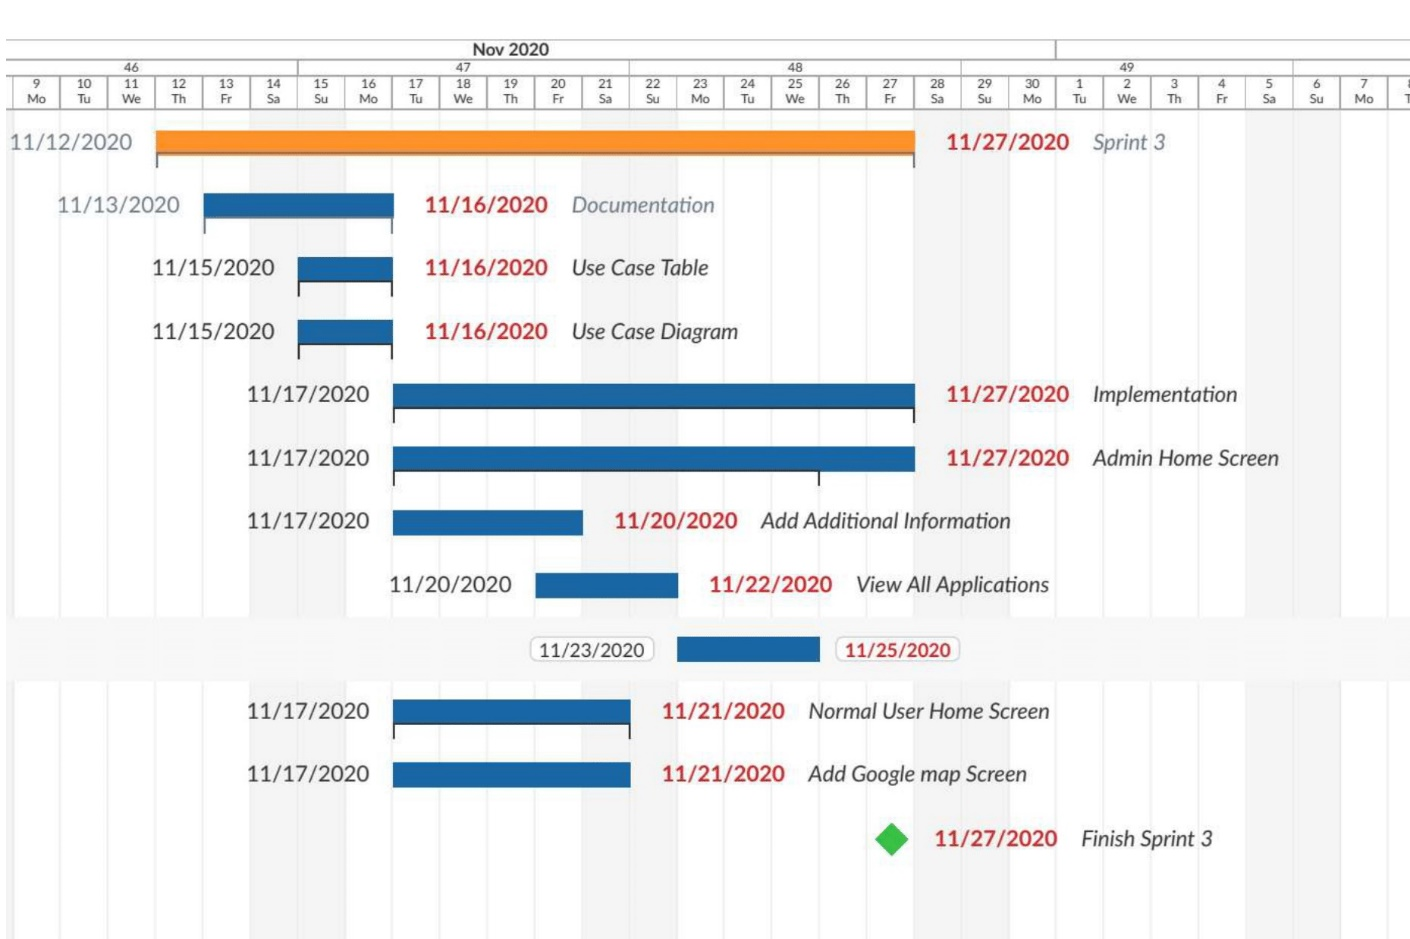 Nov 2020
46 47 48 49
9 10 11 12 13 14 15 16 17 18 19 20 21 22 23 24 25 26 27 28 29 30 1 2 3 4 5 6 7
Mo Tu We Th Fr Sa Su Mo Tu We Th Fr Sa Su Mo Tu We Th Fr Sa Su Mo Tu We Th Fr Sa Su Mo
11/12/2020 11/27/2020 Sprint 3
11/13/2020 11/16/2020 Documentation
11/15/2020 11/16/2020 Use Case Table
11/15/2020 11/16/2020 Use Case Diagram
11/17/2020 11/27/2020 Implementation
11/17/2020 11/27/2020 Admin Home Screen
11/17/2020 11/20/2020 Add Additional Information
11/20/2020 11/22/2020 View All Applications
11/23/2020 11/25/2020
11/17/2020 11/21/2020 Normal User Home Screen
11/17/2020 11/21/2020 Add Google map Screen
11/27/2020 Finish Sprint 3